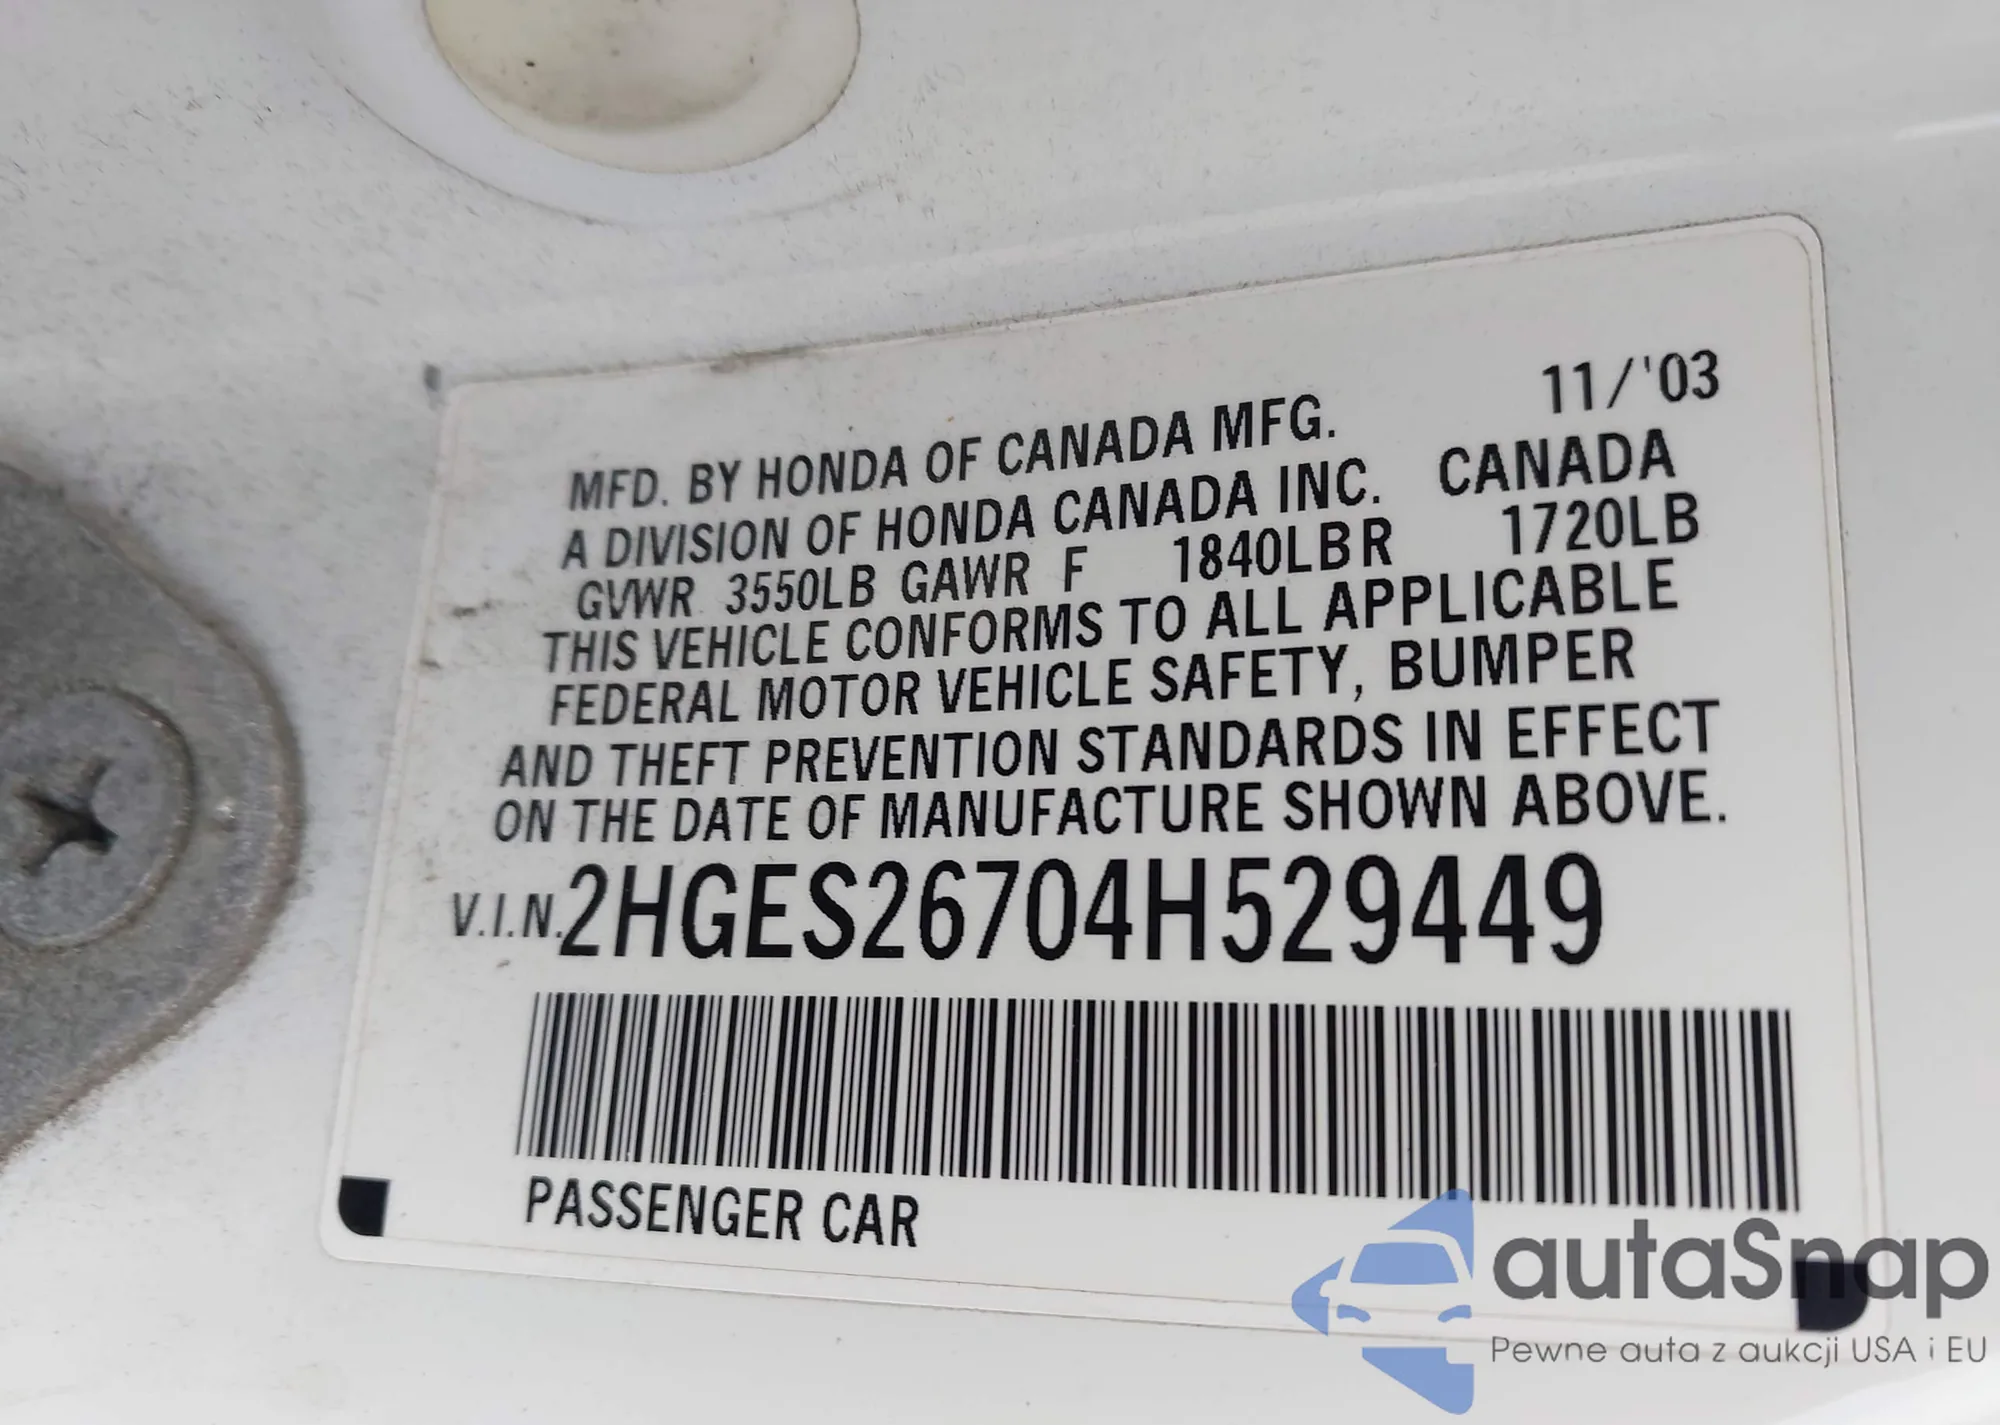 11/'03
MFD. BY HONDA OF CANADA MFG.
A DIVISION OF HONDA CANADA INC. CANADA
GVWR 3550LB GAWR F 1840LB R 1720LB
THIS VEHICLE CONFORMS TO ALL APPLICABLE
FEDERAL MOTOR VEHICLE SAFETY, BUMPER
AND THEFT PREVENTION STANDARDS IN EFFECT
ON THE DATE OF MANUFACTURE SHOWN ABOVE.
V.I.N.2HGES26704H529449
PASSENGER CAR
autaSnap
Pewne auta z aukcji USA i EU